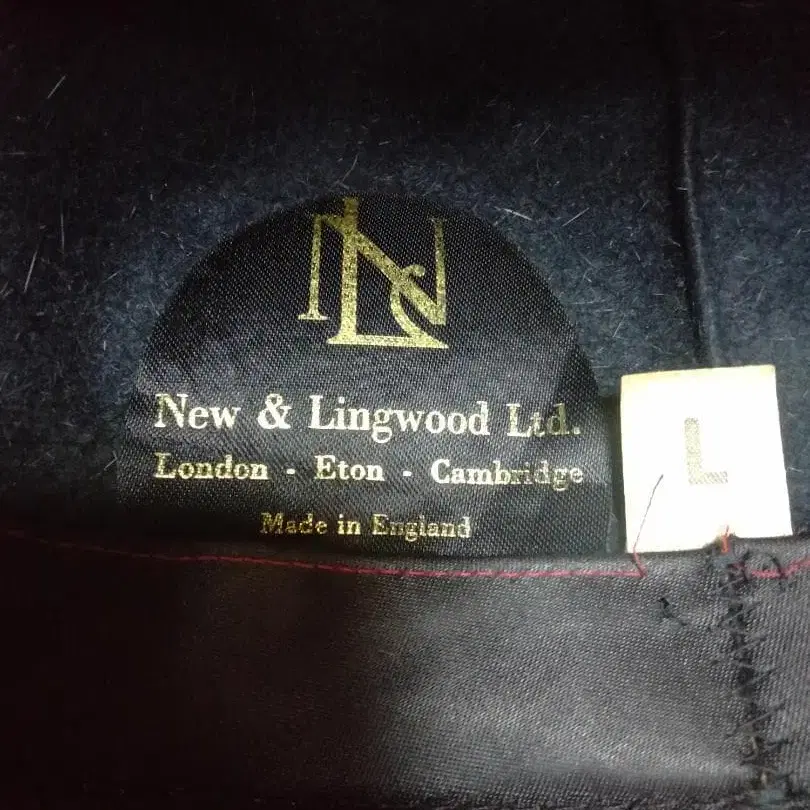 NL
New & Lingwood Ltd.
London - Eton - Cambridge
Made in England
L